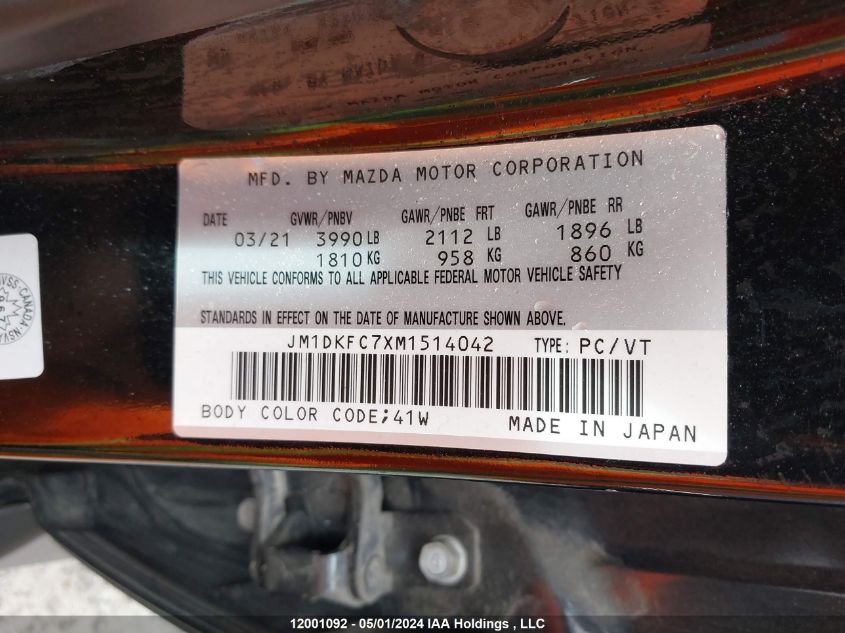 MFD. BY MAZDA MOTOR CORPORATION
DATE GVWR/PNBV GAWR/PNBE FRT GAWR/PNBE RR
03/21 3990 LB 2112 LB 1896 LB
1810 KG 958 KG 860 KG
THIS VEHICLE CONFORMS TO ALL APPLICABLE FEDERAL MOTOR VEHICLE SAFETY
STANDARDS IN EFFECT ON THE DATE OF MANUFACTURE SHOWN ABOVE.
JM1DKFC7XM1514042 TYPE: PC/VT
BODY COLOR CODE;41W MADE IN JAPAN
CANADA
12001092 - 05/01/2024 IAA Holdings , LLC